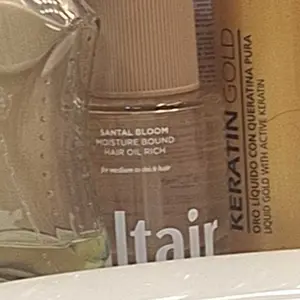 SANTAL BLOOM
MOISTURE BOUND
HAIR OIL RICH
for medium to thick hair
ltair
KERATIN GOLD
ORO LÍQUIDO CON QUERATINA PURA
LIQUID GOLD WITH ACTIVE KERATIN